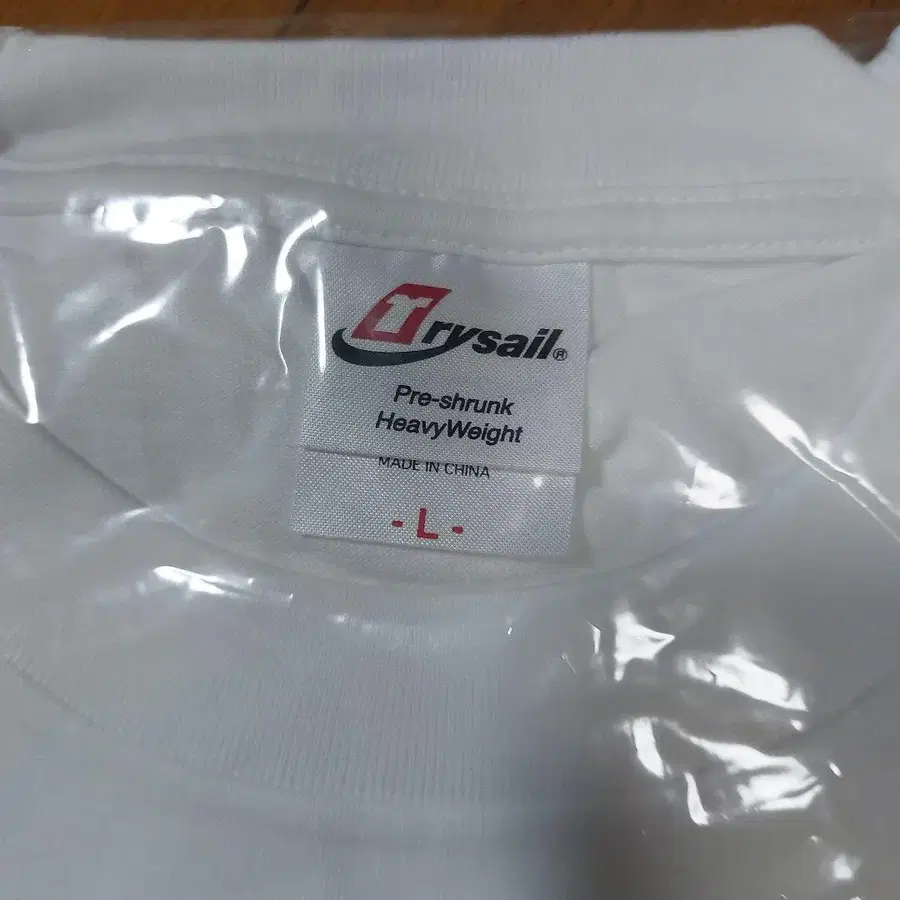 Trysail®
Pre-shrunk
HeavyWeight
MADE IN CHINA
- L -